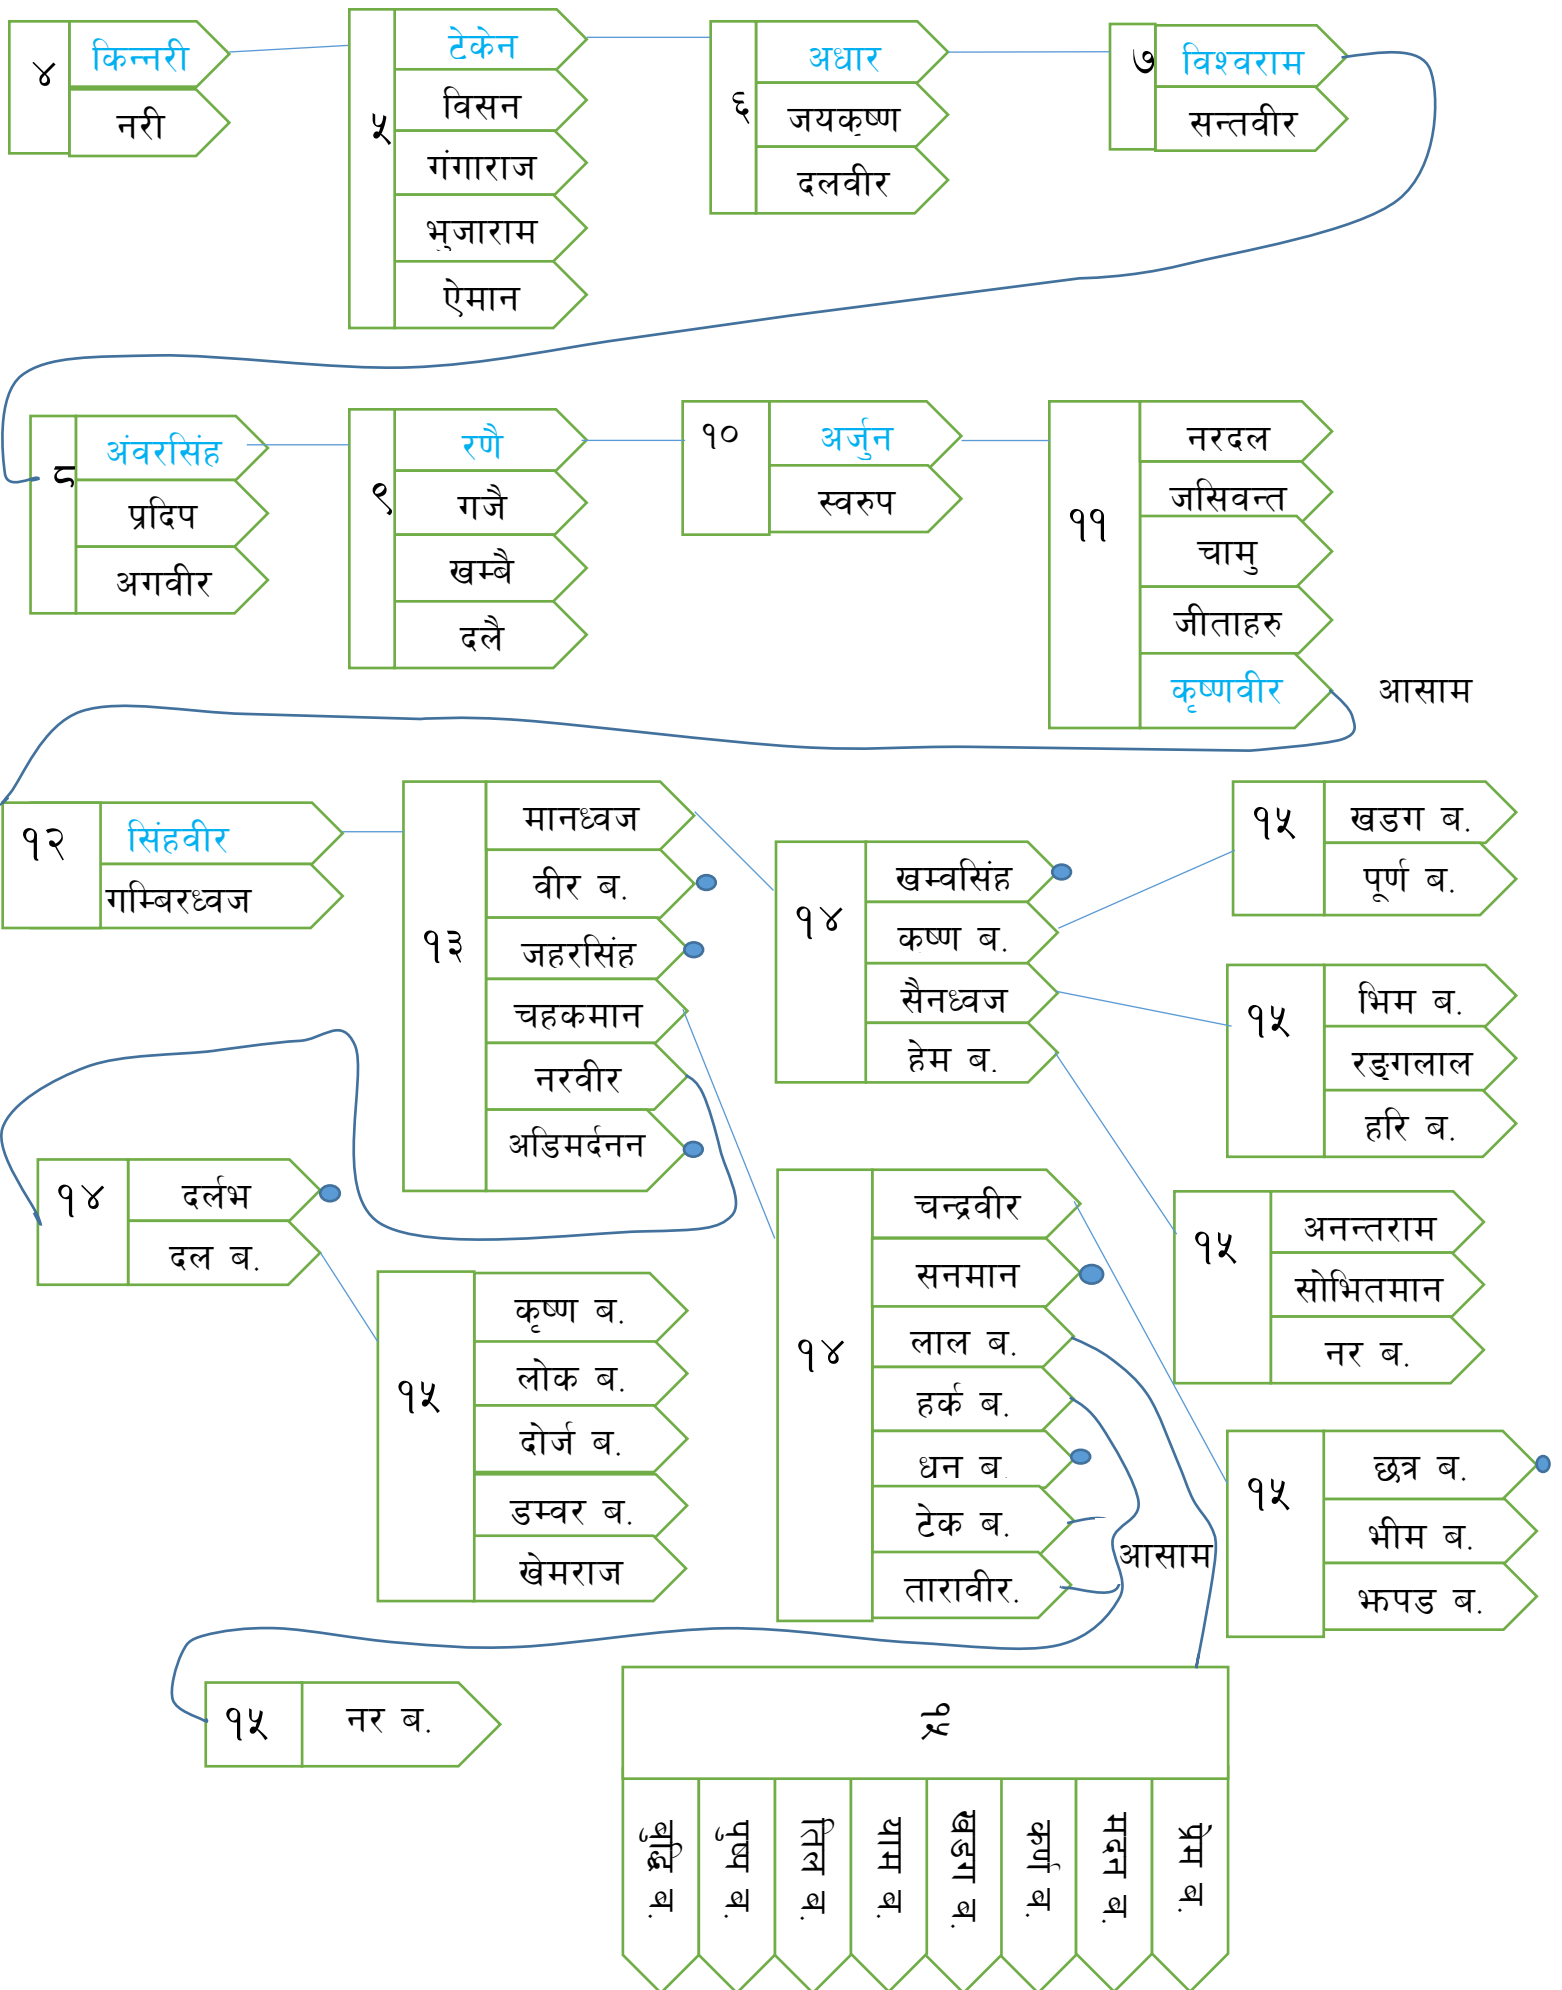 ४
किन्नरी
नरी
५
टेकेन
विसन
गंगाराज
भुजाराम
ऐमान
६
अधार
जयकृष्ण
दलवीर
७
विश्वराम
सन्तवीर
८
अंवरसिंह
प्रदिप
अगवीर
९
रणै
गजै
खम्बै
दलै
१०
अर्जुन
स्वरुप
११
नरदल
जसिवन्त
चामु
जीताहरु
कृष्णवीर
आसाम
१२
सिंहवीर
गम्बिरध्वज
१३
मानध्वज
वीर ब.
जहरसिंह
चहकमान
नरवीर
अडिमर्दनन
१४
खम्वसिंह
कृष्ण ब.
सैनध्वज
हेम ब.
१५
खडग ब.
पूर्ण ब.
१५
भिम ब.
रङ्गलाल
हरि ब.
१४
दर्लभ
दल ब.
१५
कृष्ण ब.
लोक ब.
दोर्ज ब.
डम्वर ब.
खेमराज
१४
चन्द्रवीर
सनमान
लाल ब.
हर्क ब.
धन ब.
टेक ब.
तारावीर.
आसाम
१५
अनन्तराम
सोभितमान
नर ब.
१५
छत्र ब.
भीम ब.
झपड ब.
१५
नर ब.
१५
बुद्धि ब.
पुष्प ब.
तिल ब.
याम ब.
खडग ब.
कर्ण ब.
मदन ब.
प्रेम ब.